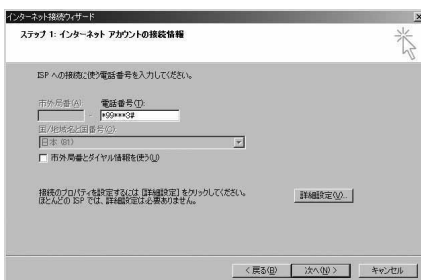 インターネット接続ウィザード
ステップ 1: インターネット アカウントの接続情報
ISP への接続に使う電話番号を入力してください。
市外局番(A): 電話番号(T):
- *99***3#
国/地域名と国番号(C):
日本 (81)
市外局番とダイヤル情報を使う(U)
接続のプロパティを設定するには [詳細設定] をクリックしてください。
ほとんどの ISP では、詳細設定は必要ありません。
詳細設定(V)...
< 戻る(B) 次へ(N) > キャンセル